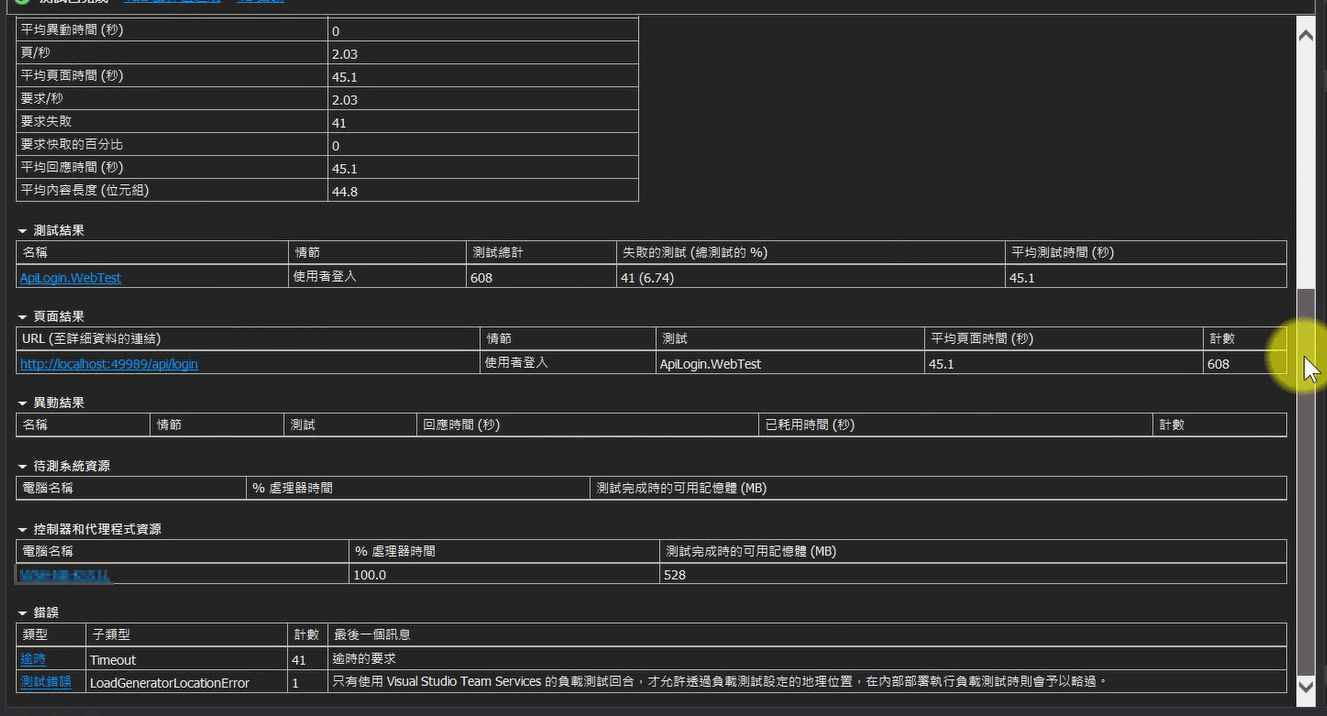 平均異動時間 (秒) 0
頁/秒 2.03
平均頁面時間 (秒) 45.1
要求/秒 2.03
要求失敗 41
要求快取的百分比 0
平均回應時間 (秒) 45.1
平均內容長度 (位元組) 44.8
測試結果
名稱 情節 測試總計 失敗的測試 (總測試的 %) 平均測試時間 (秒)
ApiLogin.WebTest 使用者登入 608 41 (6.74) 45.1
頁面結果
URL (至詳細資料的連結) 情節 測試 平均頁面時間 (秒) 計數
http://localhost:49989/api/login 使用者登入 ApiLogin.WebTest 45.1 608
異動結果
名稱 情節 測試 回應時間 (秒) 已耗用時間 (秒) 計數
待測系統資源
電腦名稱 % 處理器時間 測試完成時的可用記憶體 (MB)
控制器和代理程式資源
電腦名稱 % 處理器時間 測試完成時的可用記憶體 (MB)
100.0 528
錯誤
類型 子類型 計數 最後一個訊息
逾時 Timeout 41 逾時的要求
測試錯誤 LoadGeneratorLocationError 1 只有使用 Visual Studio Team Services 的負載測試回合，才允許透過負載測試設定的地理位置，在內部部署執行負載測試時則會予以略過。